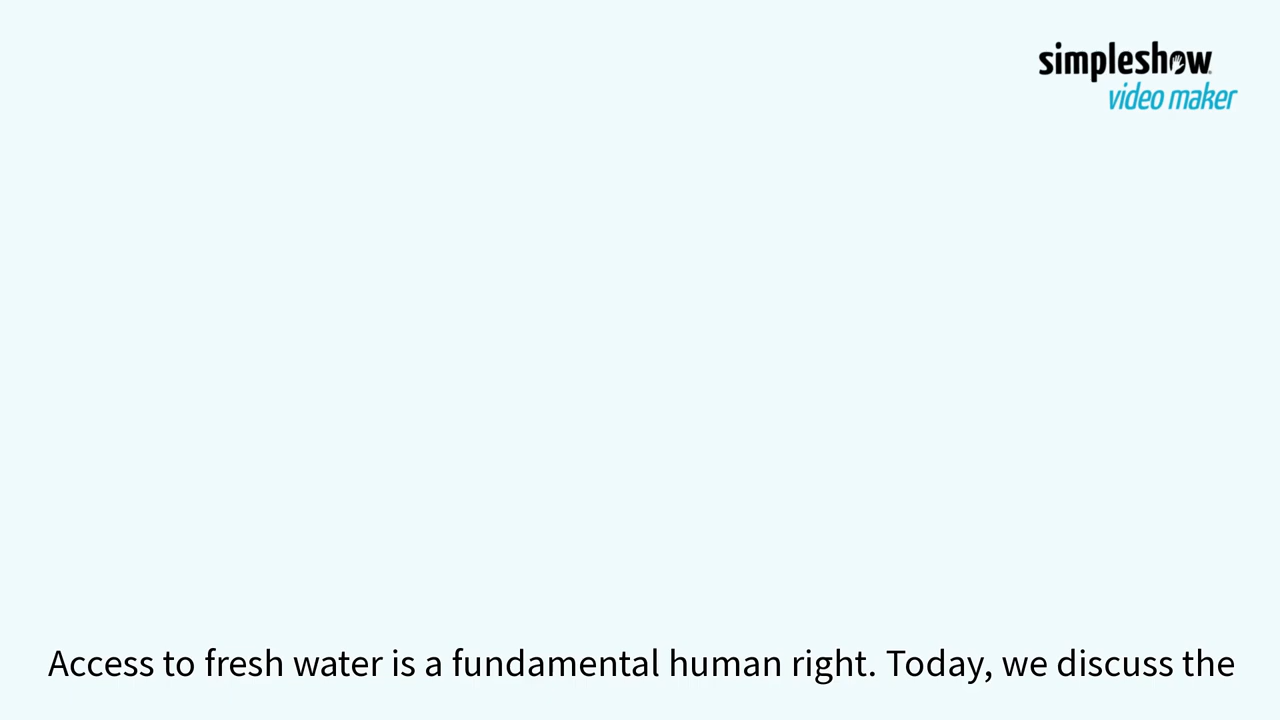 simpleshow
video maker
Access to fresh water is a fundamental human right. Today, we discuss the